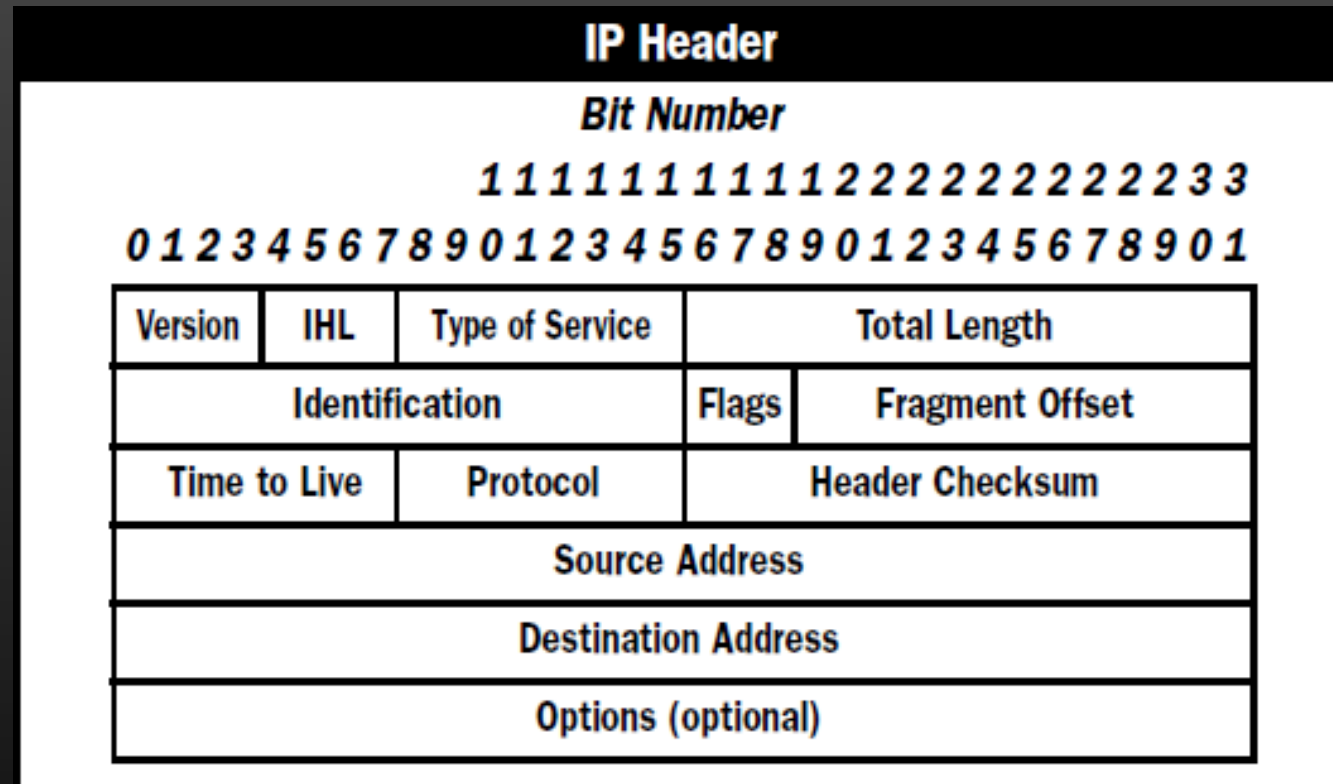 IP Header
Bit Number
1 1 1 1 1 1 1 1 1 1 2 2 2 2 2 2 2 2 2 2 3 3
0 1 2 3 4 5 6 7 8 9 0 1 2 3 4 5 6 7 8 9 0 1 2 3 4 5 6 7 8 9 0 1
Version IHL Type of Service Total Length
Identification Flags Fragment Offset
Time to Live Protocol Header Checksum
Source Address
Destination Address
Options (optional)